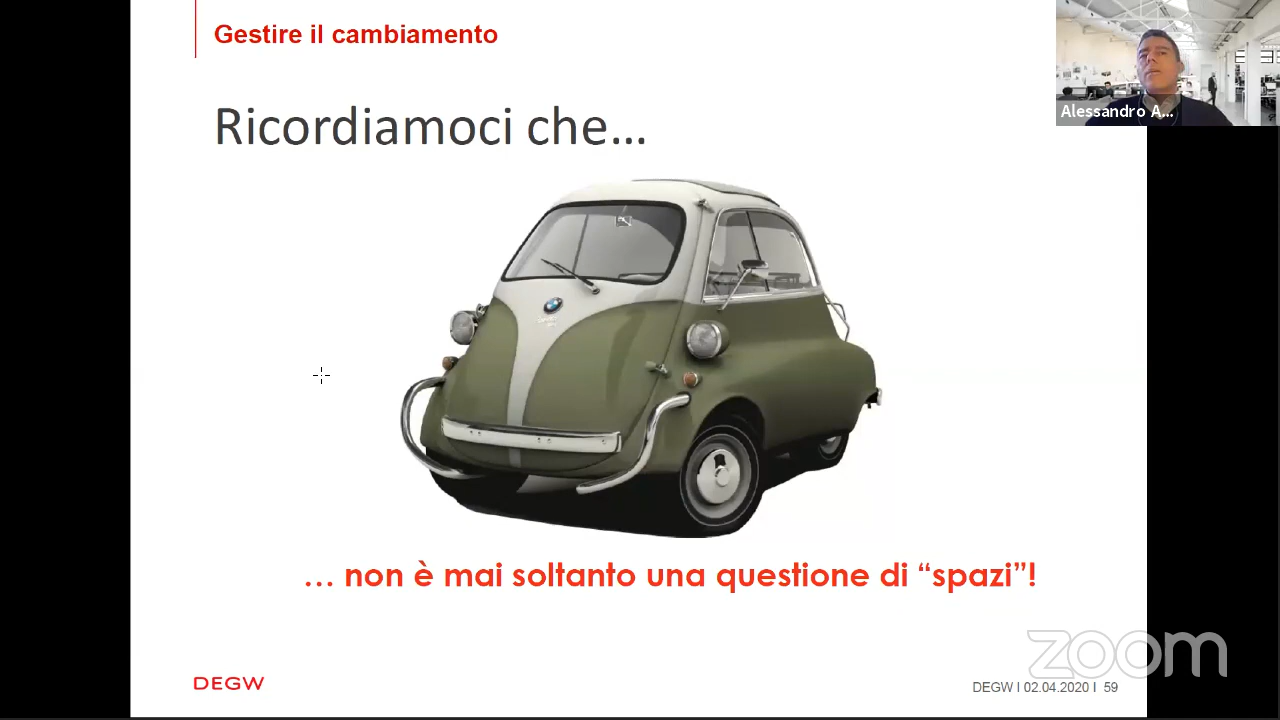 Gestire il cambiamento
Alessandro A...
Ricordiamoci che...
… non è mai soltanto una questione di “spazi”!
zoom
DEGW
DEGW I 02.04.2020 I 59